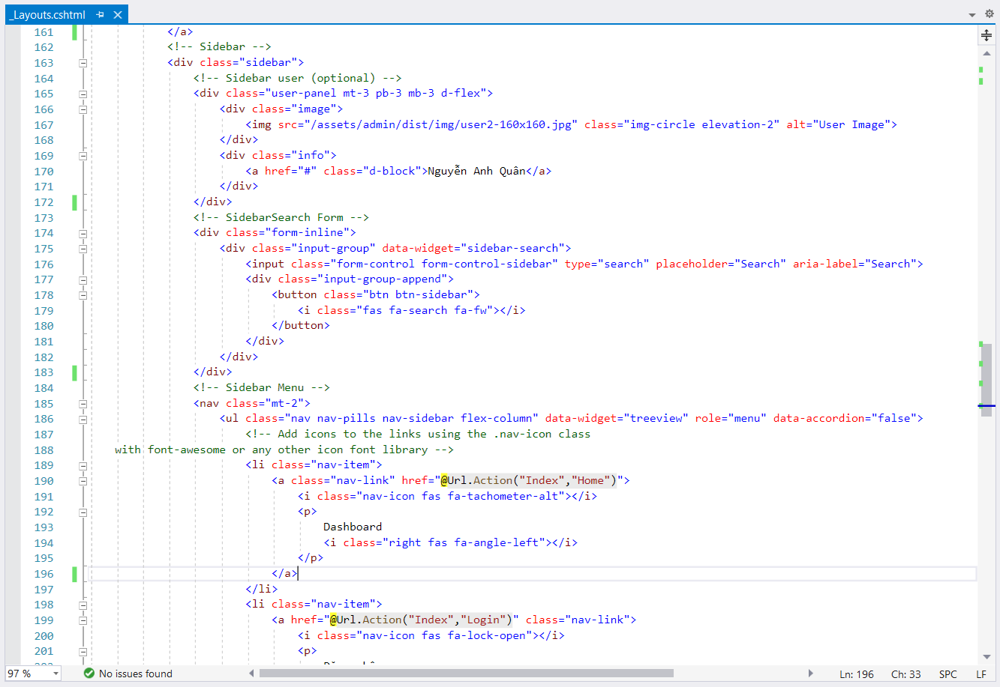 _Layouts.cshtml
161 </a>
162 <!-- Sidebar -->
163 <div class="sidebar">
164 <!-- Sidebar user (optional) -->
165 <div class="user-panel mt-3 pb-3 mb-3 d-flex">
166 <div class="image">
167 <img src="/assets/admin/dist/img/user2-160x160.jpg" class="img-circle elevation-2" alt="User Image">
168 </div>
169 <div class="info">
170 <a href="#" class="d-block">Nguyễn Anh Quân</a>
171 </div>
172 </div>
173 <!-- SidebarSearch Form -->
174 <div class="form-inline">
175 <div class="input-group" data-widget="sidebar-search">
176 <input class="form-control form-control-sidebar" type="search" placeholder="Search" aria-label="Search">
177 <div class="input-group-append">
178 <button class="btn btn-sidebar">
179 <i class="fas fa-search fa-fw"></i>
180 </button>
181 </div>
182 </div>
183 </div>
184 <!-- Sidebar Menu -->
185 <nav class="mt-2">
186 <ul class="nav nav-pills nav-sidebar flex-column" data-widget="treeview" role="menu" data-accordion="false">
187 <!-- Add icons to the links using the .nav-icon class
188 with font-awesome or any other icon font library -->
189 <li class="nav-item">
190 <a class="nav-link" href="@Url.Action("Index","Home")">
191 <i class="nav-icon fas fa-tachometer-alt"></i>
192 <p>
193 Dashboard
194 <i class="right fas fa-angle-left"></i>
195 </p>
196 </a>
197 </li>
198 <li class="nav-item">
199 <a href="@Url.Action("Index","Login")" class="nav-link">
200 <i class="nav-icon fas fa-lock-open"></i>
201 <p>
97 % No issues found Ln: 196 Ch: 33 SPC LF